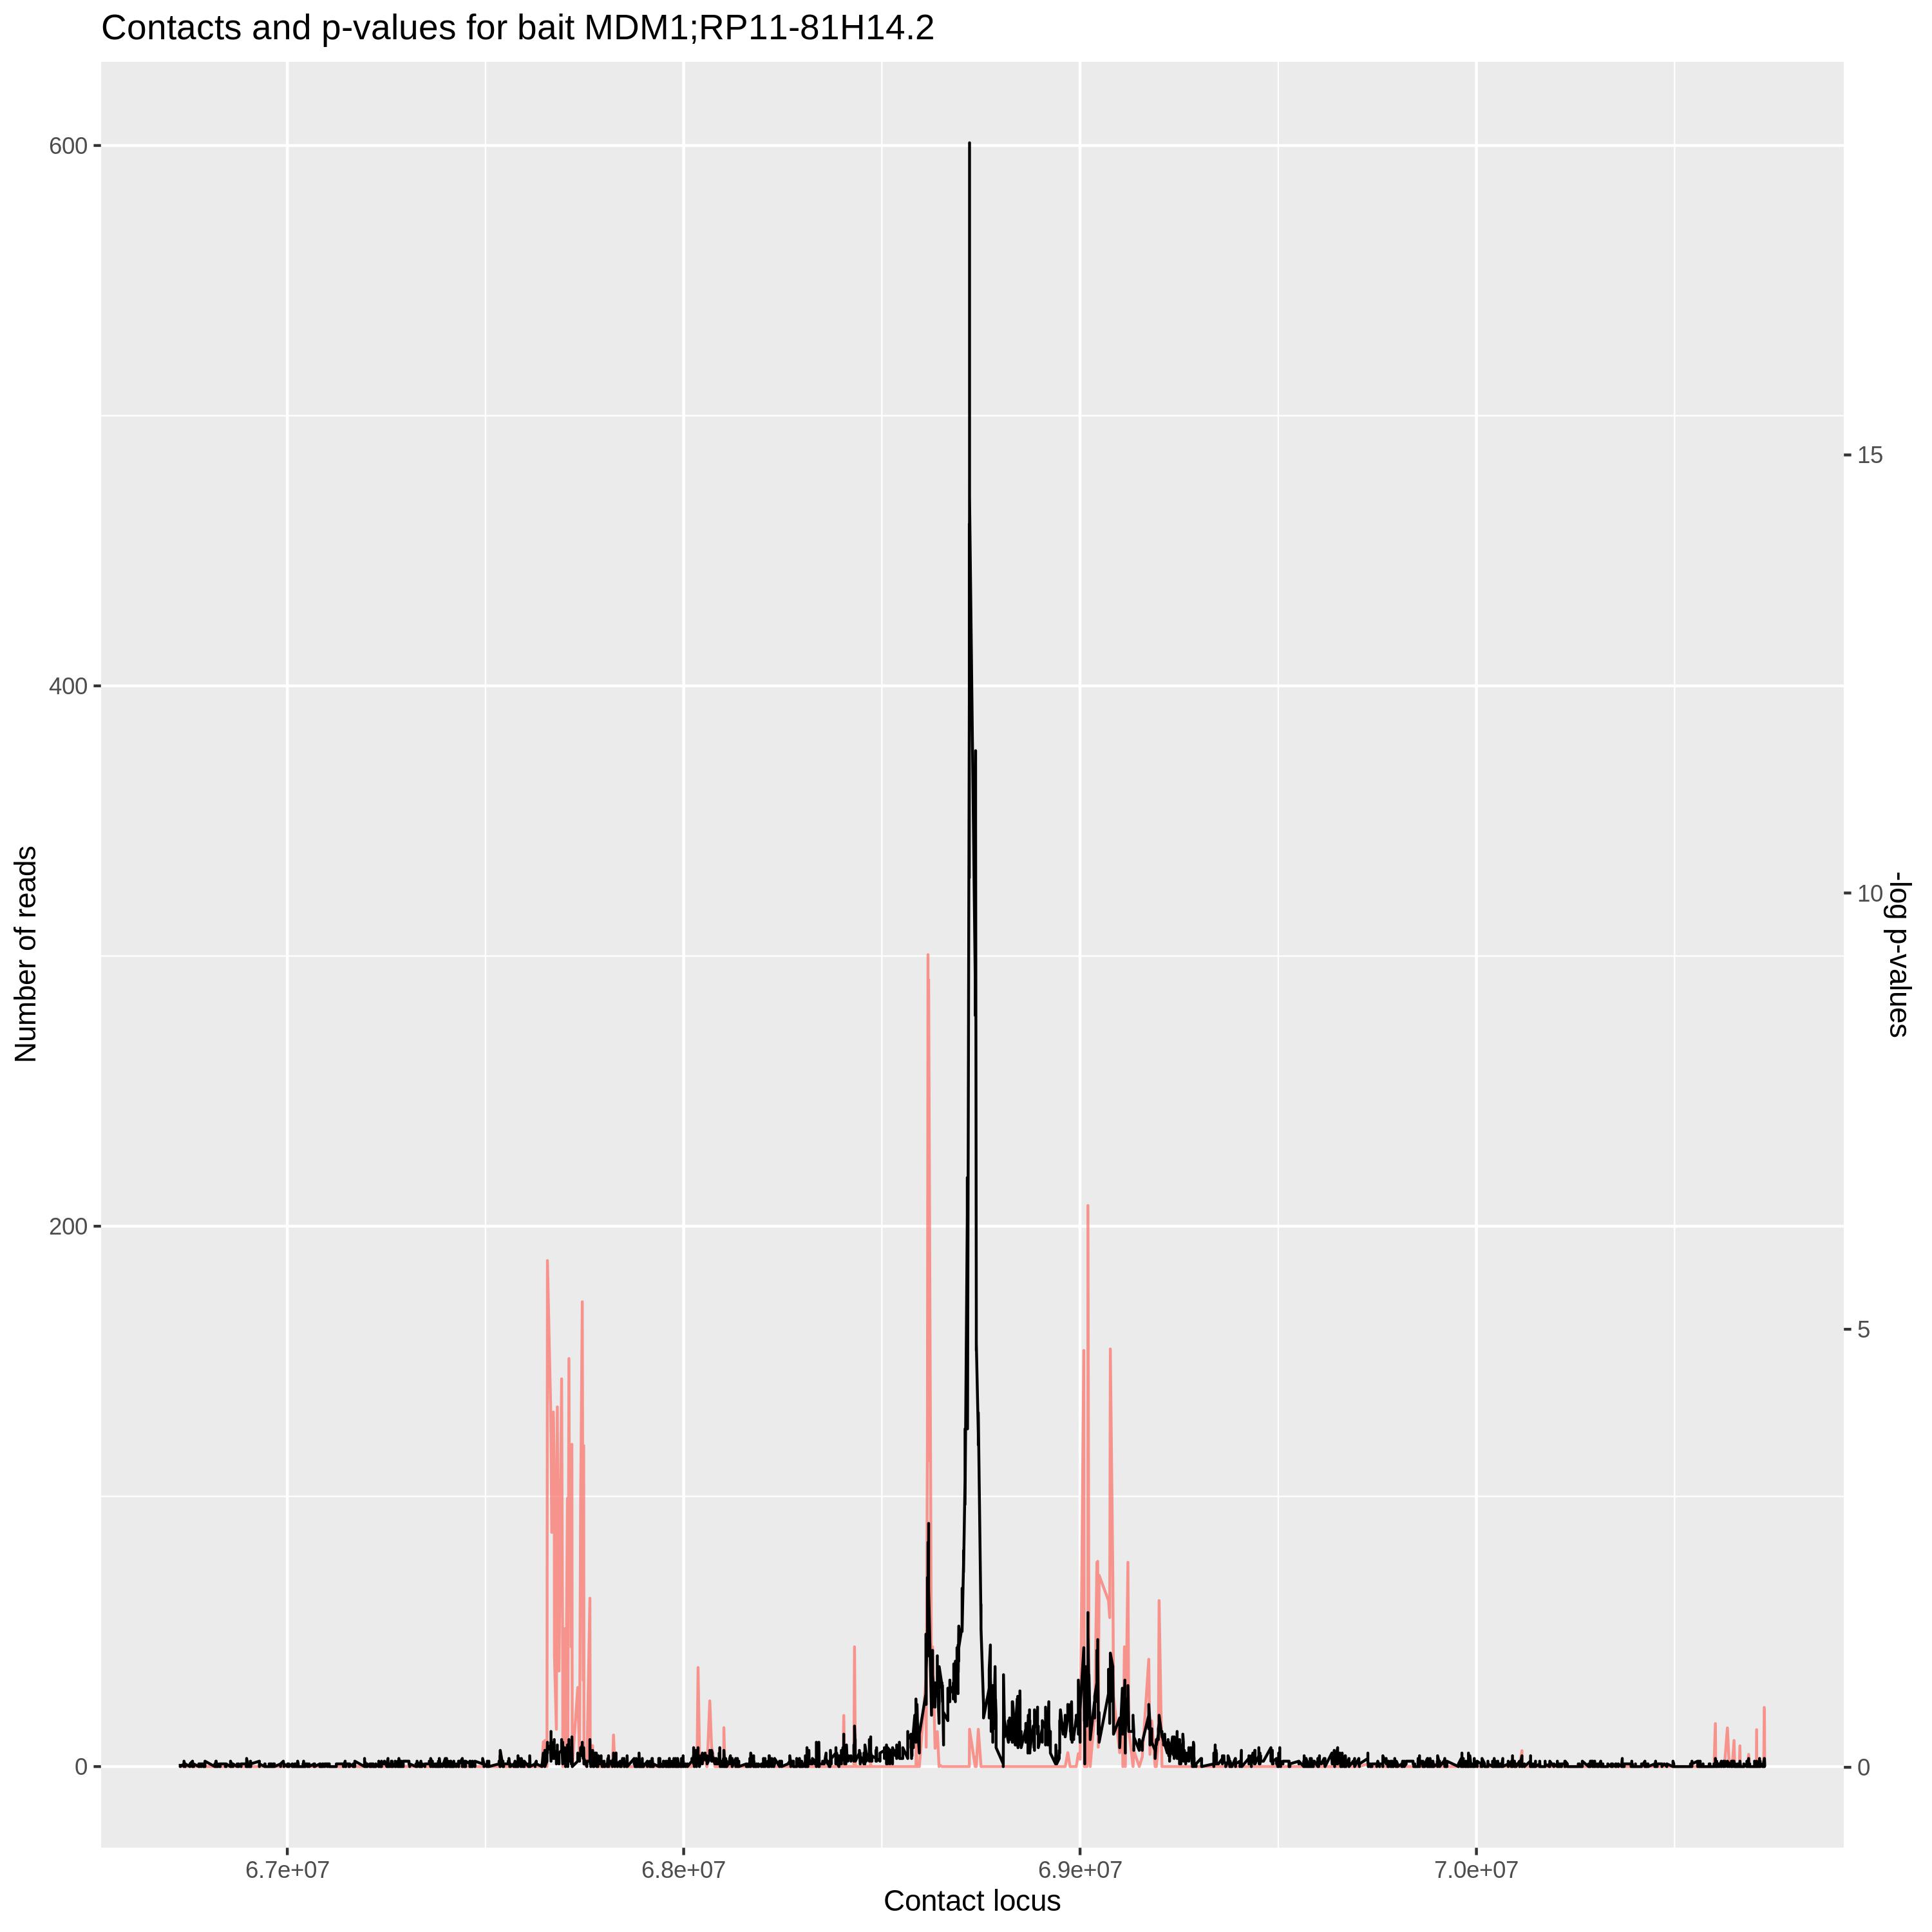 Contacts and p-values for bait MDM1;RP11-81H14.2
600
400
200
0
Number of reads
15
10
5
0
-log p-values
6.7e+07 6.8e+07 6.9e+07 7.0e+07
Contact locus